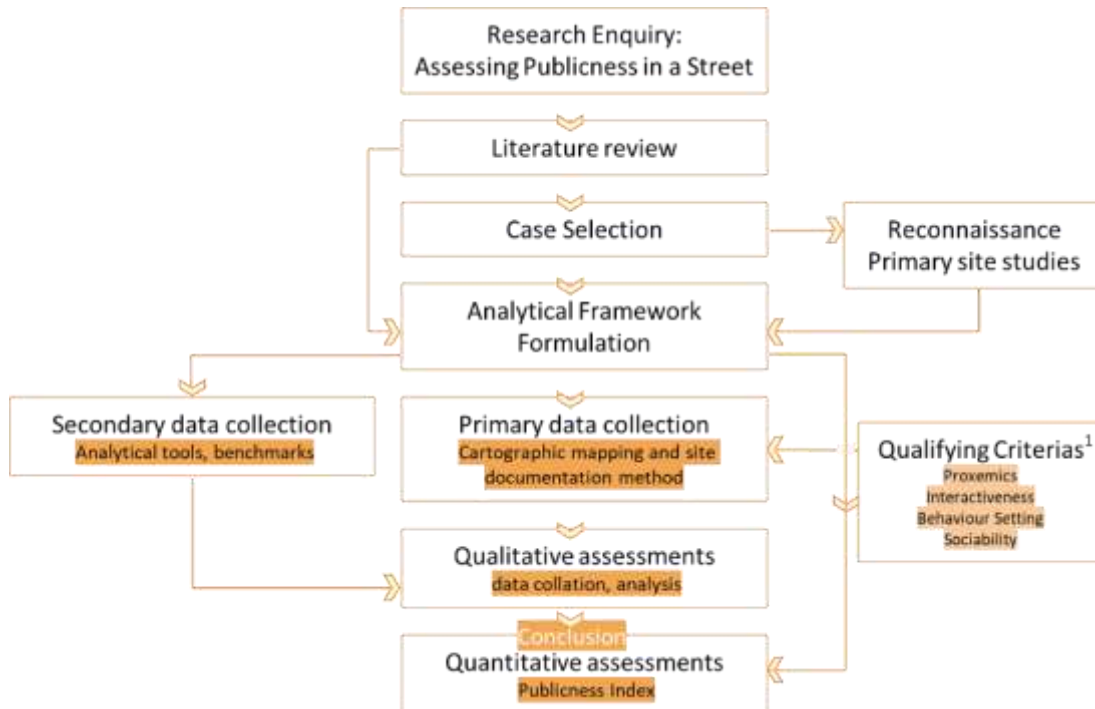 Research Enquiry:
Assessing Publicness in a Street
Literature review
Case Selection
Reconnaissance
Primary site studies
Analytical Framework
Formulation
Secondary data collection
Analytical tools, benchmarks
Primary data collection
Cartographic mapping and site
documentation method
Qualifying Criterias¹
Proxemics
Interactiveness
Behaviour Setting
Sociability
Qualitative assessments
data collation, analysis
Conclusion
Quantitative assessments
Publicness Index